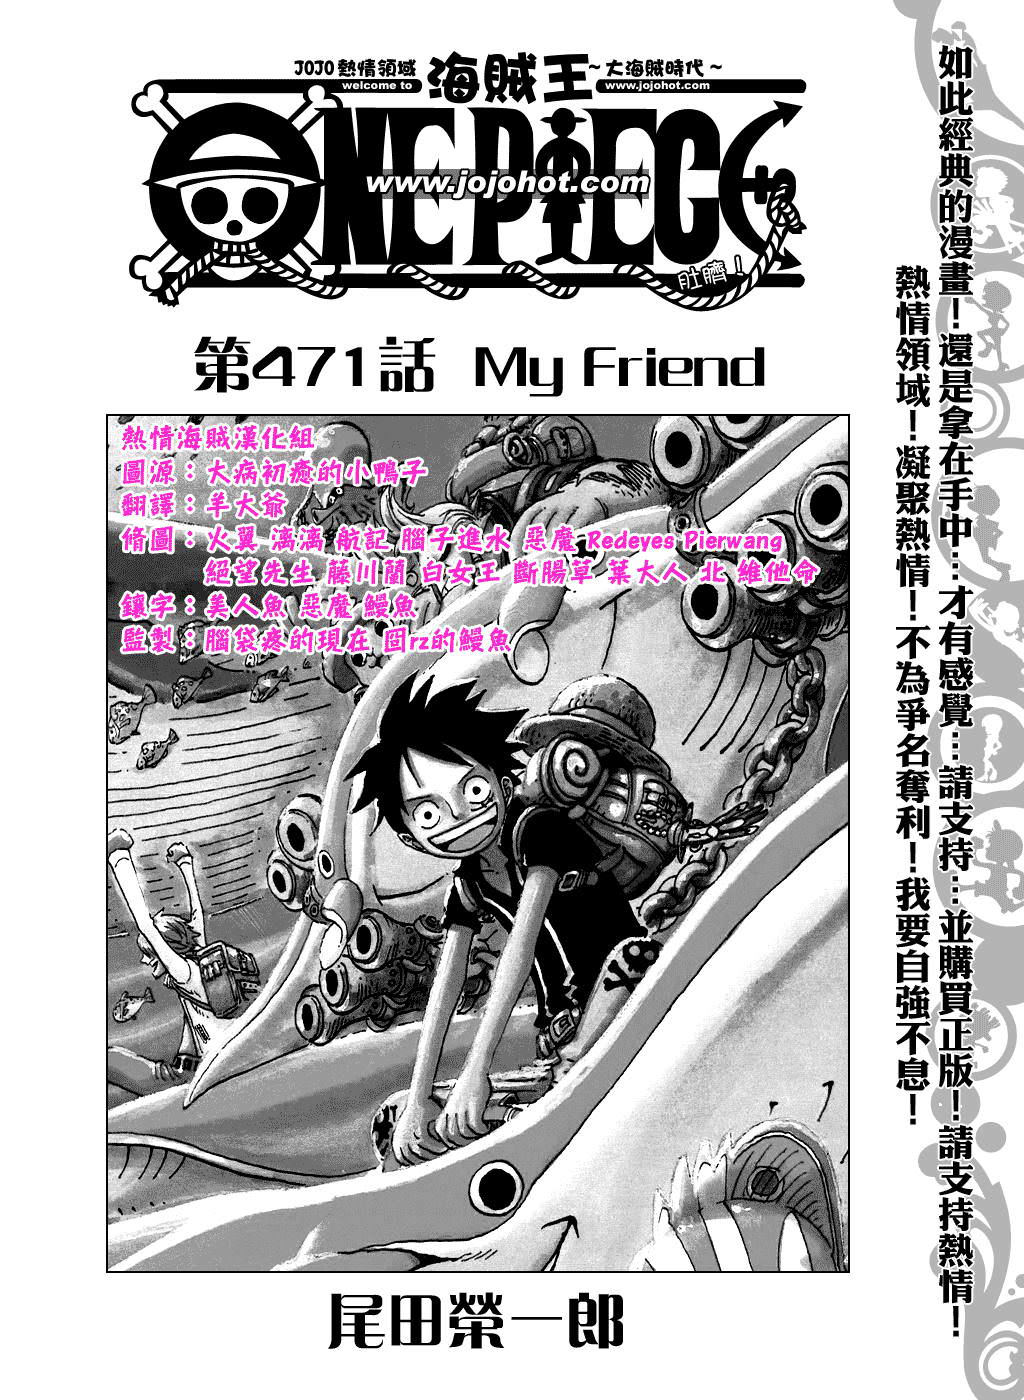 JOJO熱情領域 海賊王 ～大海賊時代～
welcome to www.jojohot.com
ONE PIECE
www.jojohot.com
肚臍！
第471話 My Friend
熱情海賊漢化組
圖源：大病初癒的小鴨子
翻譯：羊大爺
脩圖：火翼 漓漓 航記 腦子進水 惡魔 Redeyes Pierwang
絕望先生 藤川蘭 白女王 斷腸草 葉大人 北 維他命
鑲字：美人魚 惡魔 鰻魚
監製：腦袋疼的現在 囧rz的鰻魚
尾田榮一郎
如此經典的漫畫！還是拿在手中…才有感覺…請支持…並購買正版！請支持熱情！
熱情領域！凝聚熱情！不為爭名奪利！我要自強不息！